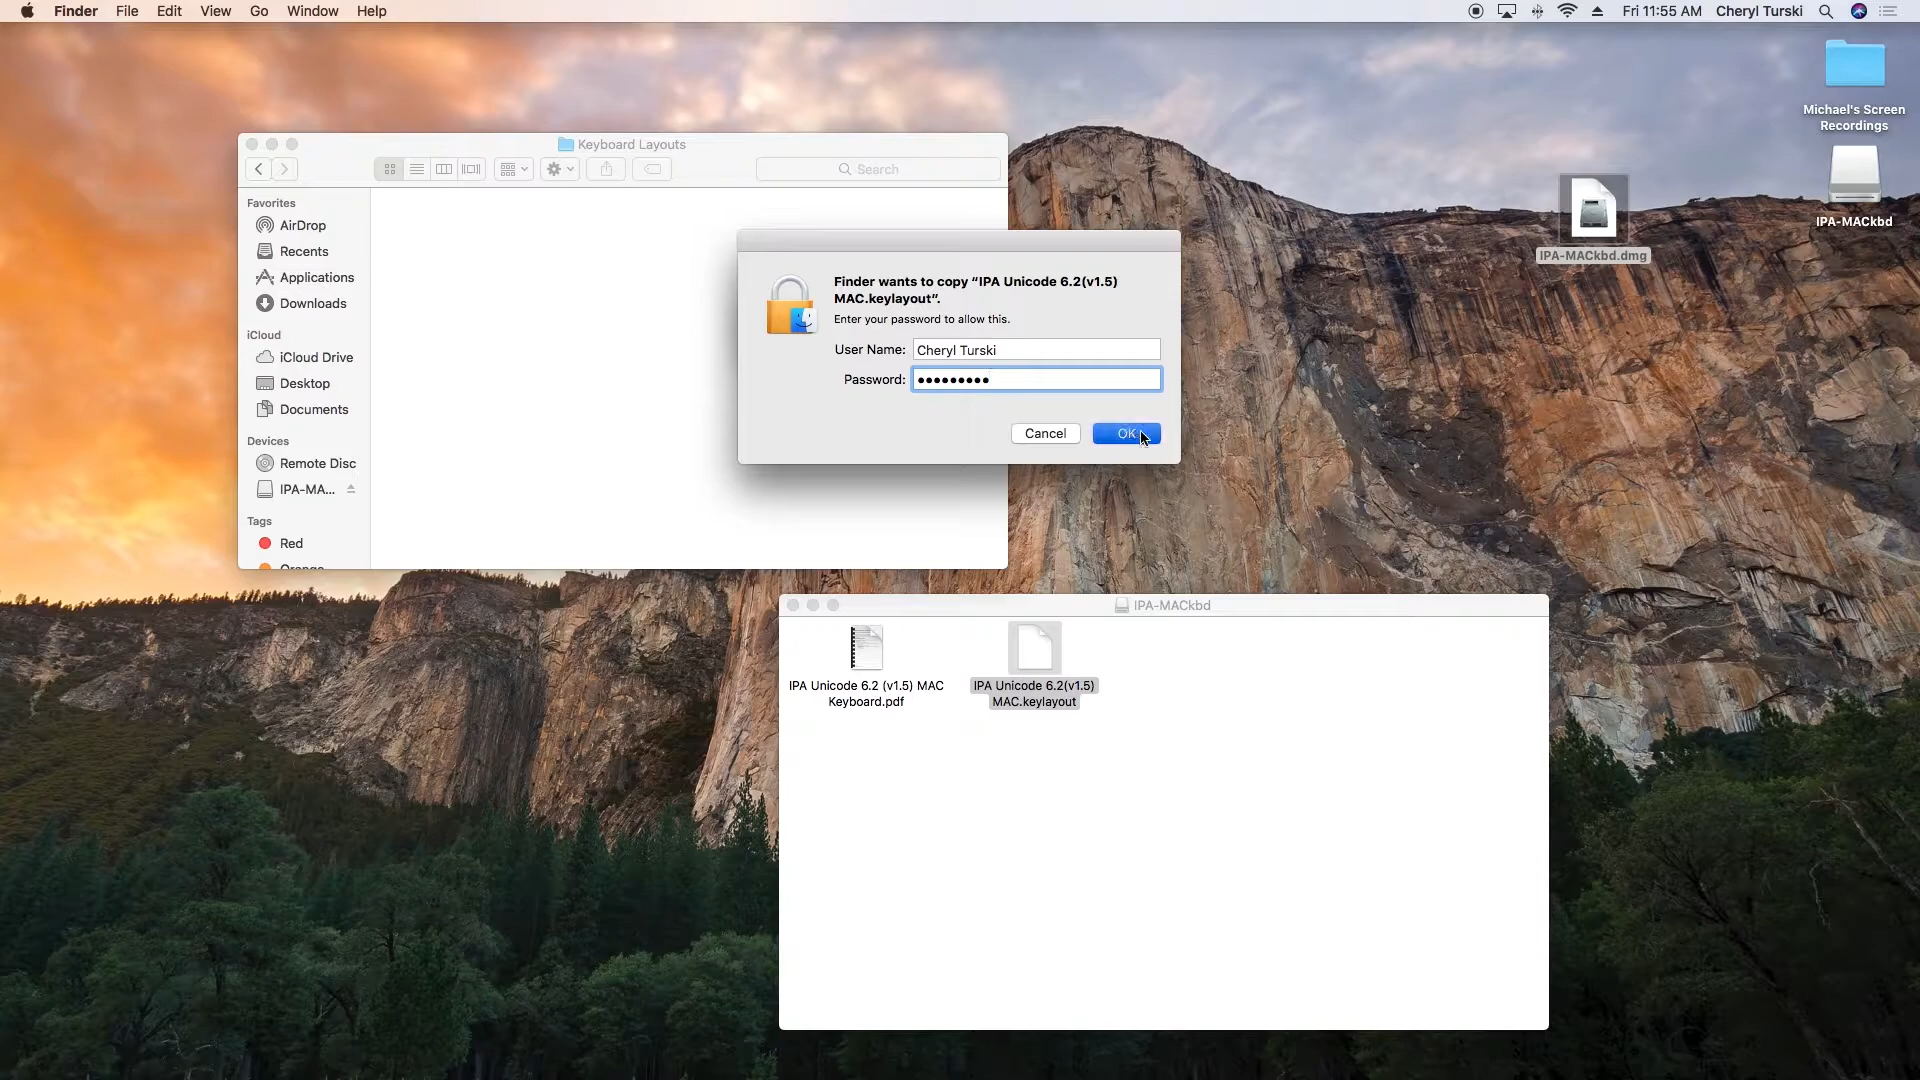 Finder File Edit View Go Window Help
Fri 11:55 AM Cheryl Turski
Michael's Screen
Recordings
IPA-MACkbd
IPA-MACkbd.dmg
Keyboard Layouts
Search
Favorites
AirDrop
Recents
Applications
Downloads
iCloud
iCloud Drive
Desktop
Documents
Devices
Remote Disc
IPA-MA...
Tags
Red
Orange
Finder wants to copy “IPA Unicode 6.2(v1.5)
MAC.keylayout”.
Enter your password to allow this.
User Name: Cheryl Turski
Password: •••••••••
Cancel
OK
IPA-MACkbd
IPA Unicode 6.2 (v1.5) MAC
Keyboard.pdf
IPA Unicode 6.2(v1.5)
MAC.keylayout